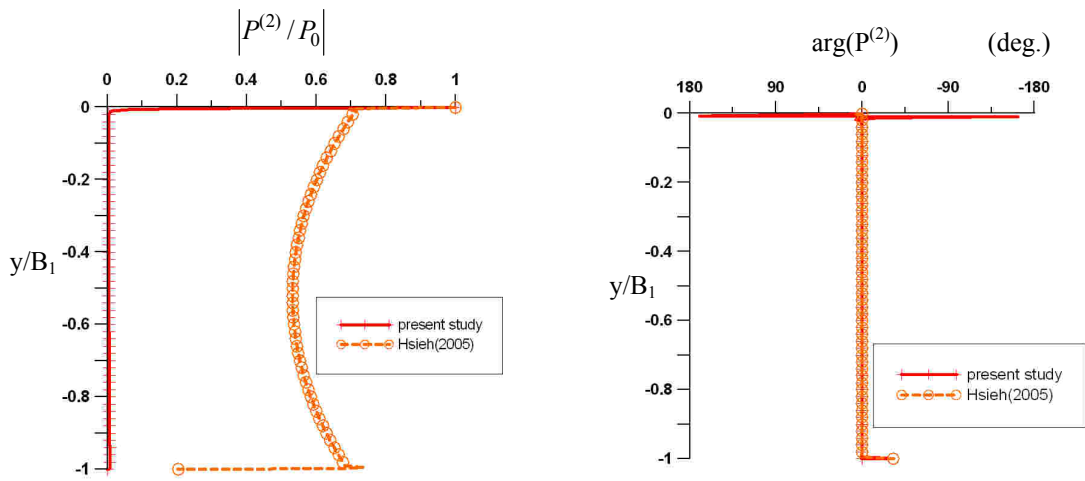 |P^(2)/P_0|
0 0.2 0.4 0.6 0.8 1
0
-0.2
-0.4
y/B_1
-0.6
-0.8
-1
present study
Hsieh(2005)
arg(P^(2)) (deg.)
180 90 0 -90 -180
0
-0.2
-0.4
y/B_1
-0.6
-0.8
-1
present study
Hsieh(2005)